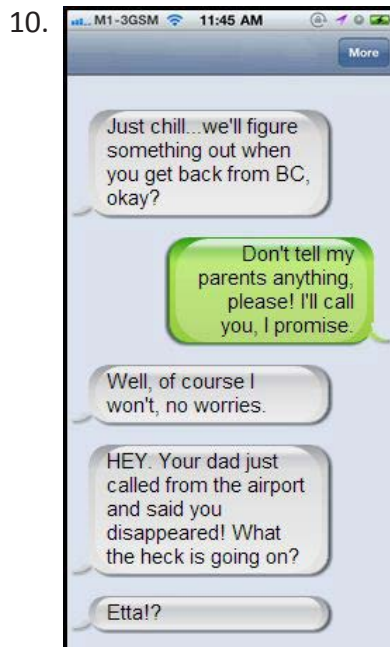 10.
M1-3GSM 11:45 AM
More
Just chill...we'll figure
something out when
you get back from BC,
okay?
Don't tell my
parents anything,
please! I'll call
you, I promise.
Well, of course I
won't, no worries.
HEY. Your dad just
called from the airport
and said you
disappeared! What
the heck is going on?
Etta!?